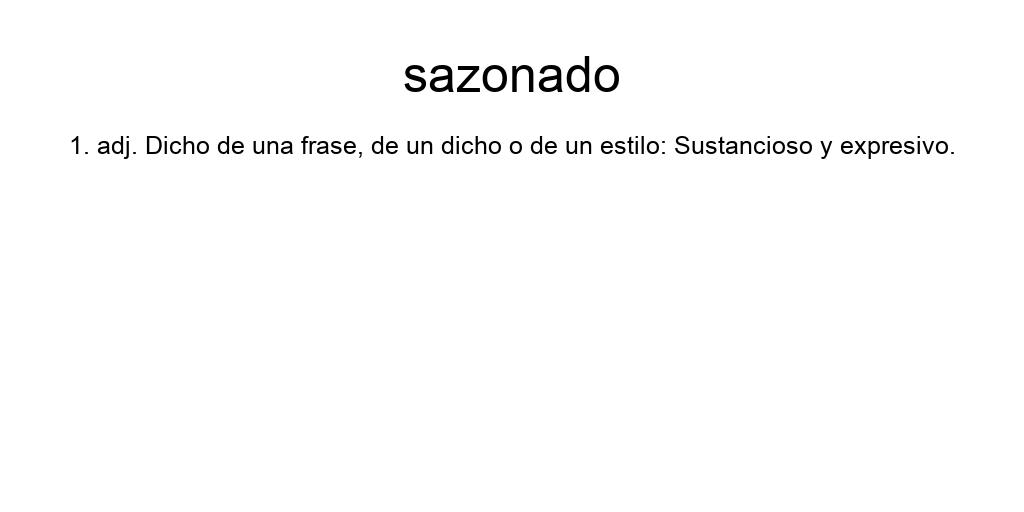 sazonado
1. adj. Dicho de una frase, de un dicho o de un estilo: Sustancioso y expresivo.